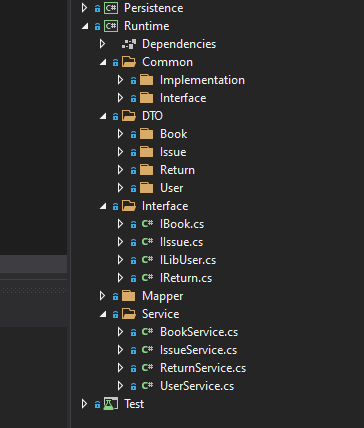 C# Persistence
C# Runtime
Dependencies
Common
Implementation
Interface
DTO
Book
Issue
Return
User
Interface
C# IBook.cs
C# IIssue.cs
C# ILibUser.cs
C# IReturn.cs
Mapper
Service
C# BookService.cs
C# IssueService.cs
C# ReturnService.cs
C# UserService.cs
Test